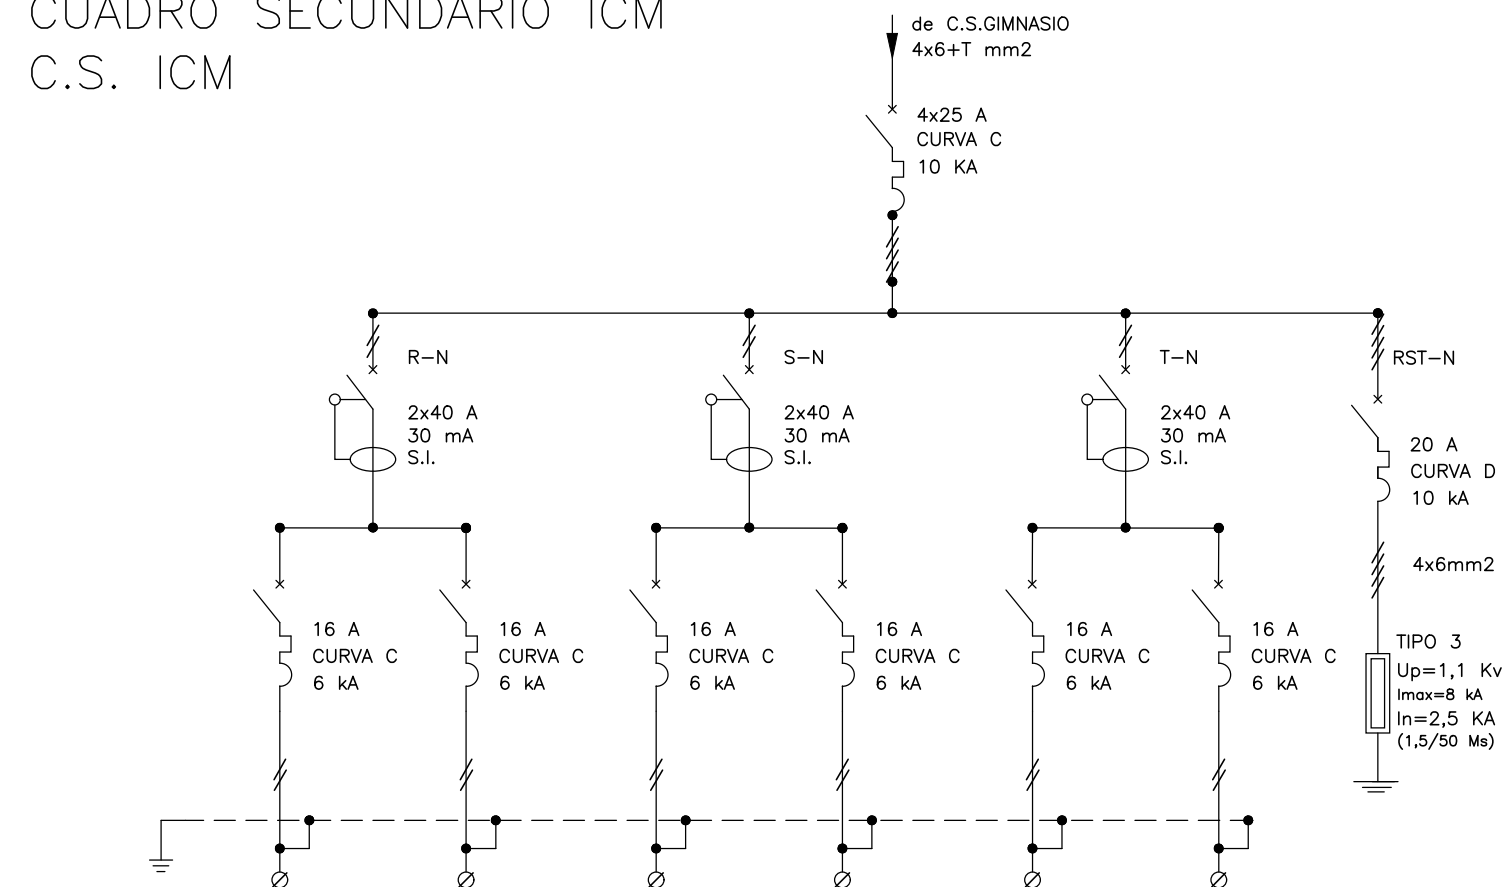 CUADRO SECUNDARIO ICM
C.S. ICM
de C.S.GIMNASIO
4x6+T mm2
4x25 A
CURVA C
10 KA
R-N
2x40 A
30 mA
S.I.
S-N
2x40 A
30 mA
S.I.
T-N
2x40 A
30 mA
S.I.
RST-N
20 A
CURVA D
10 kA
4x6mm2
16 A
CURVA C
6 kA
16 A
CURVA C
6 kA
16 A
CURVA C
6 kA
16 A
CURVA C
6 kA
16 A
CURVA C
6 kA
16 A
CURVA C
6 kA
TIPO 3
Up=1,1 Kv
Imax=8 kA
In=2,5 KA
(1,5/50 Ms)